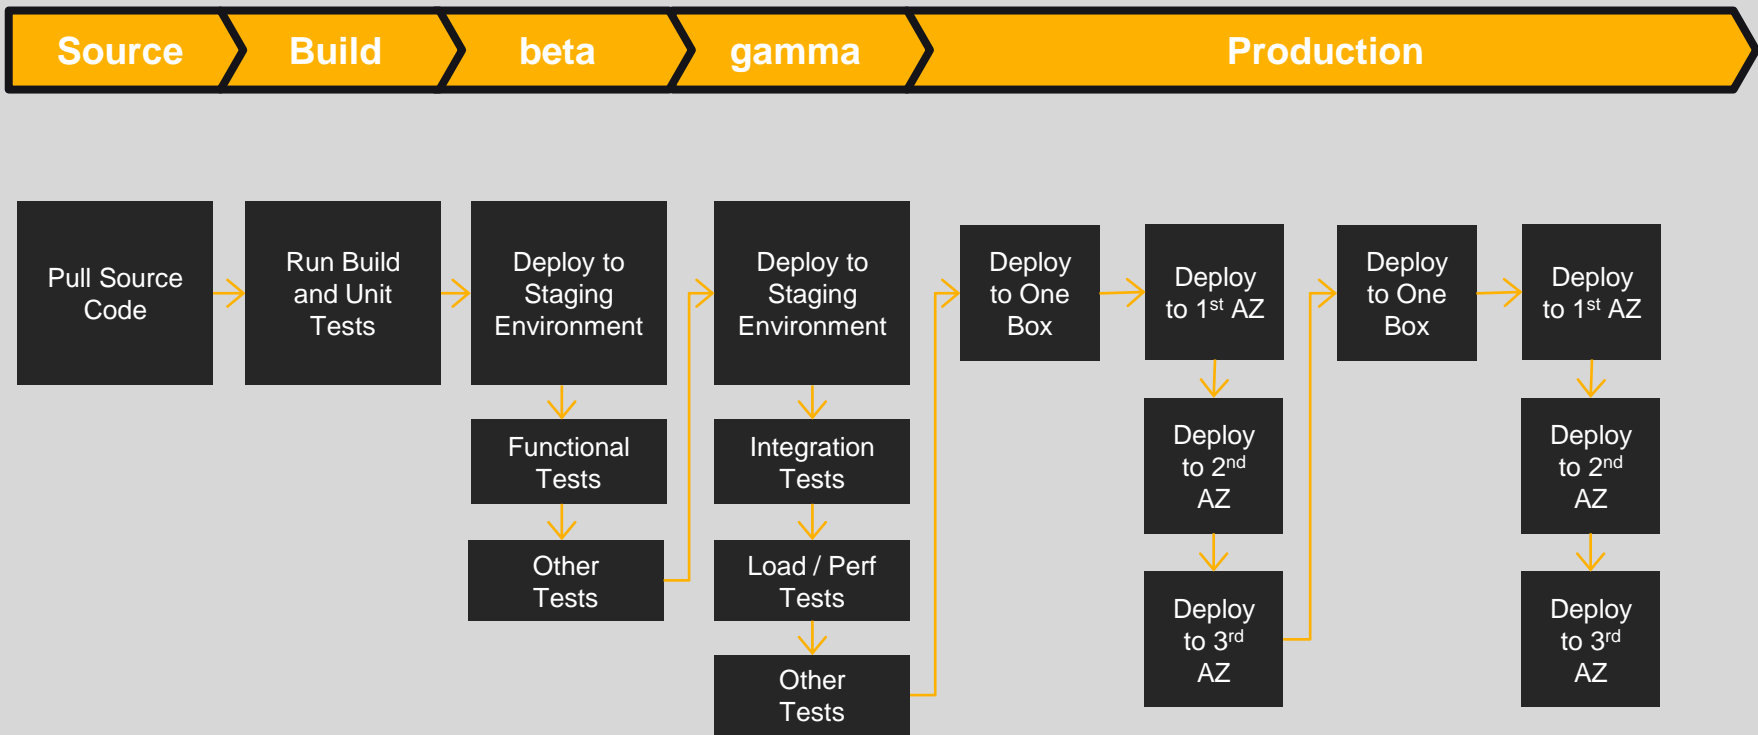 Source
Build
beta
gamma
Production
Pull Source
Code
Run Build
and Unit
Tests
Deploy to
Staging
Environment
Functional
Tests
Other
Tests
Deploy to
Staging
Environment
Integration
Tests
Load / Perf
Tests
Other
Tests
Deploy
to One
Box
Deploy
to 1st AZ
Deploy
to 2nd
AZ
Deploy
to 3rd
AZ
Deploy
to One
Box
Deploy
to 1st AZ
Deploy
to 2nd
AZ
Deploy
to 3rd
AZ